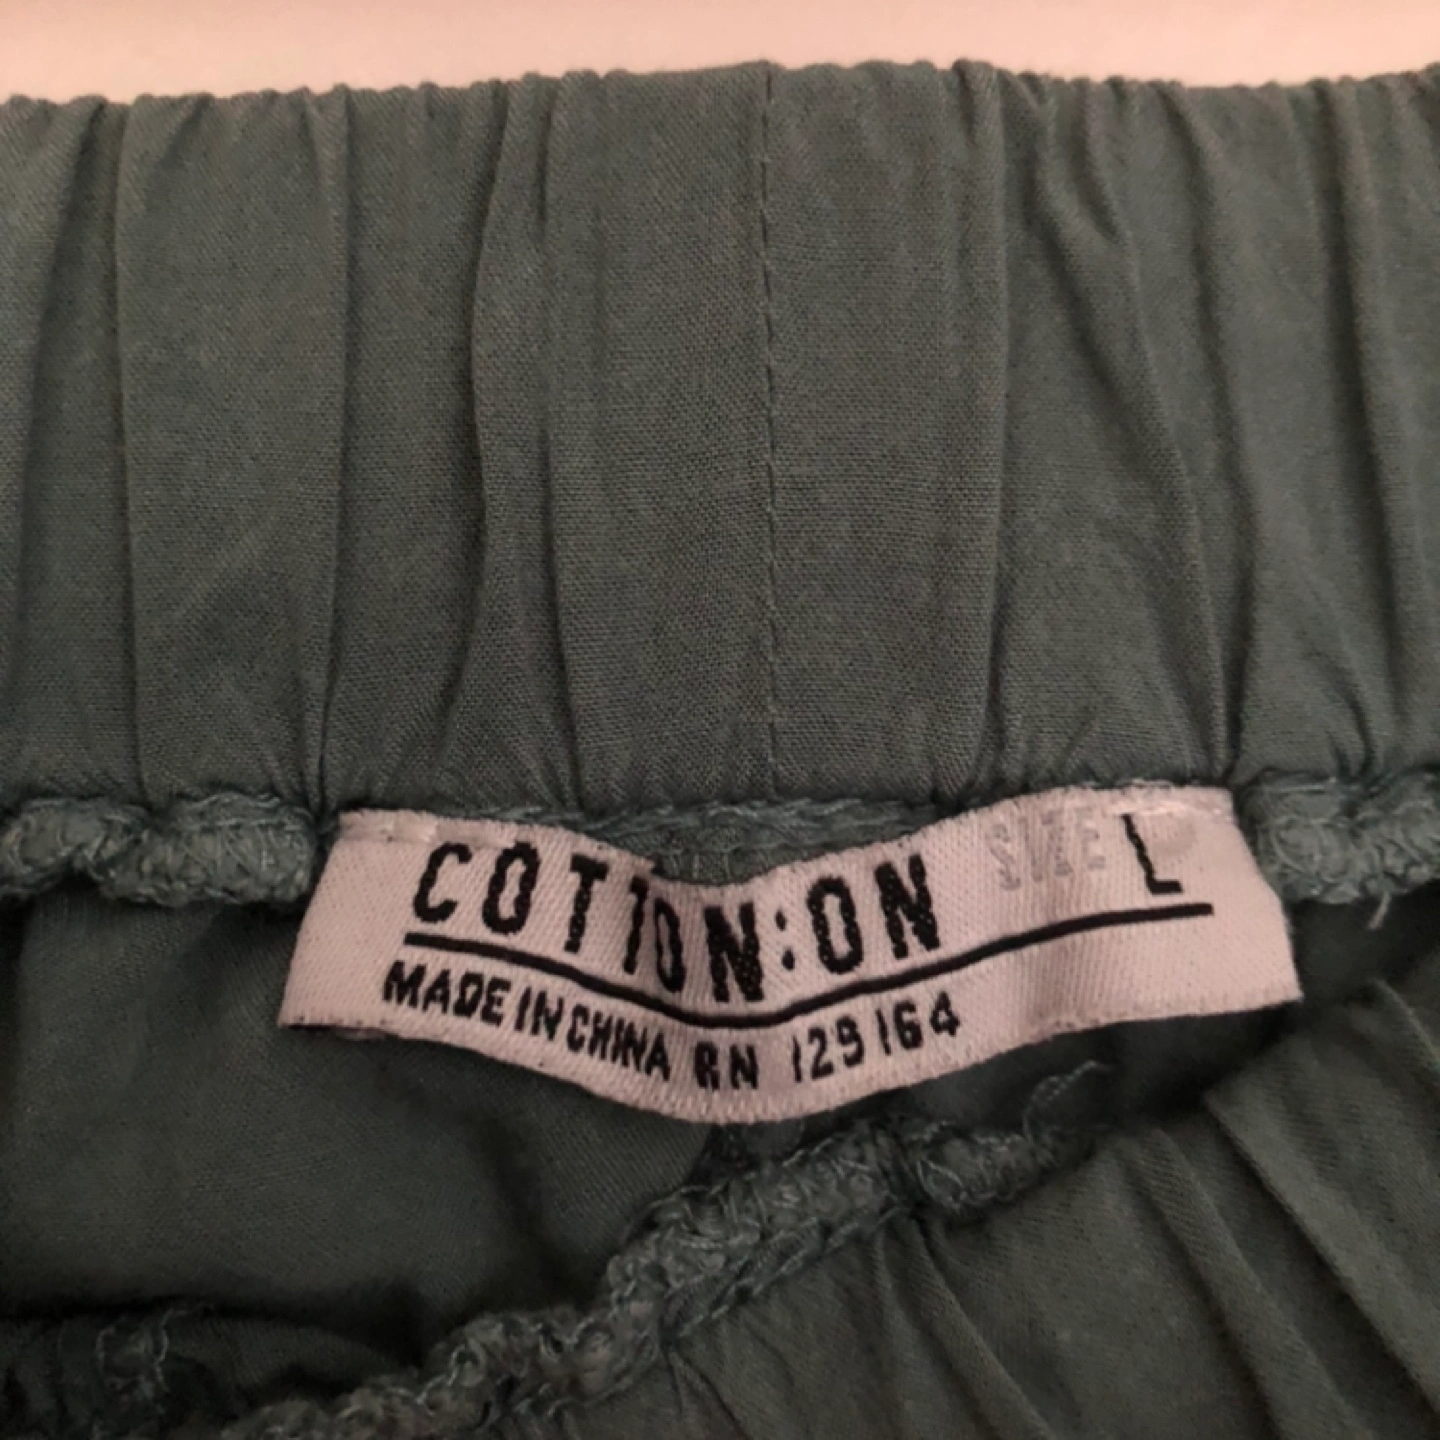 COTTON:ON SIZE L
MADE IN CHINA RN 129164